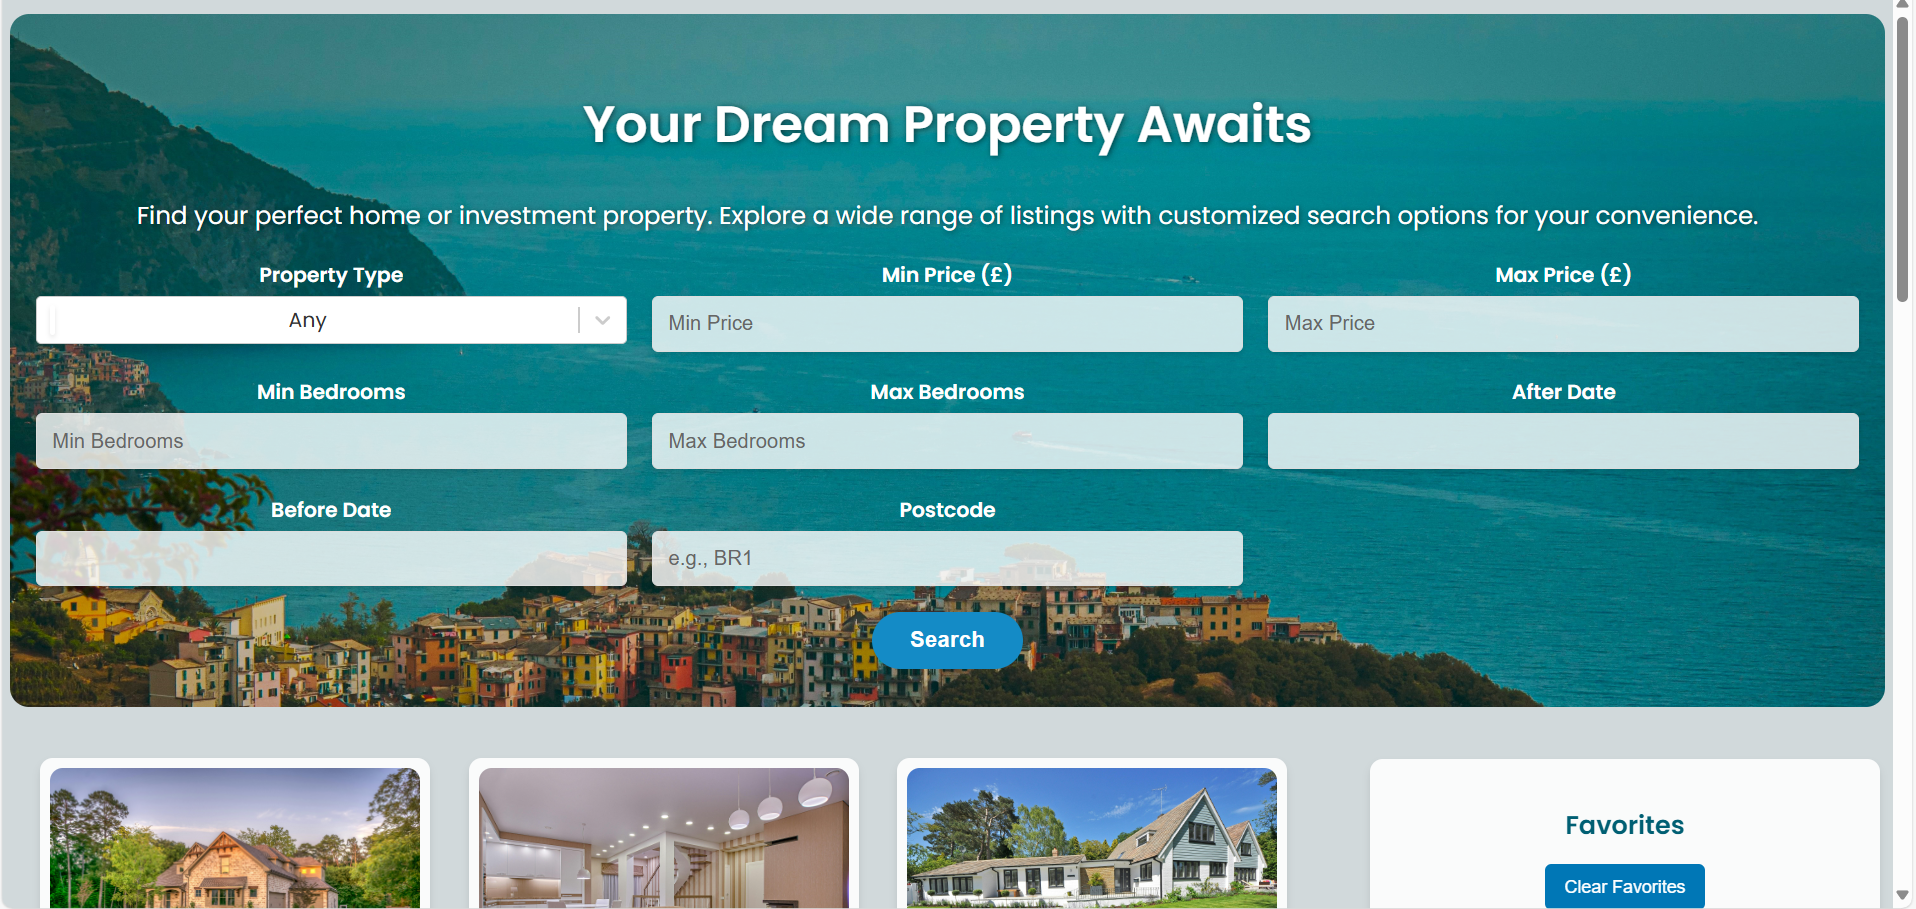 Your Dream Property Awaits
Find your perfect home or investment property. Explore a wide range of listings with customized search options for your convenience.
Property Type
Min Price (£)
Max Price (£)
Any
Min Price
Max Price
Min Bedrooms
Max Bedrooms
After Date
Min Bedrooms
Max Bedrooms
Before Date
Postcode
e.g., BR1
Search
Favorites
Clear Favorites